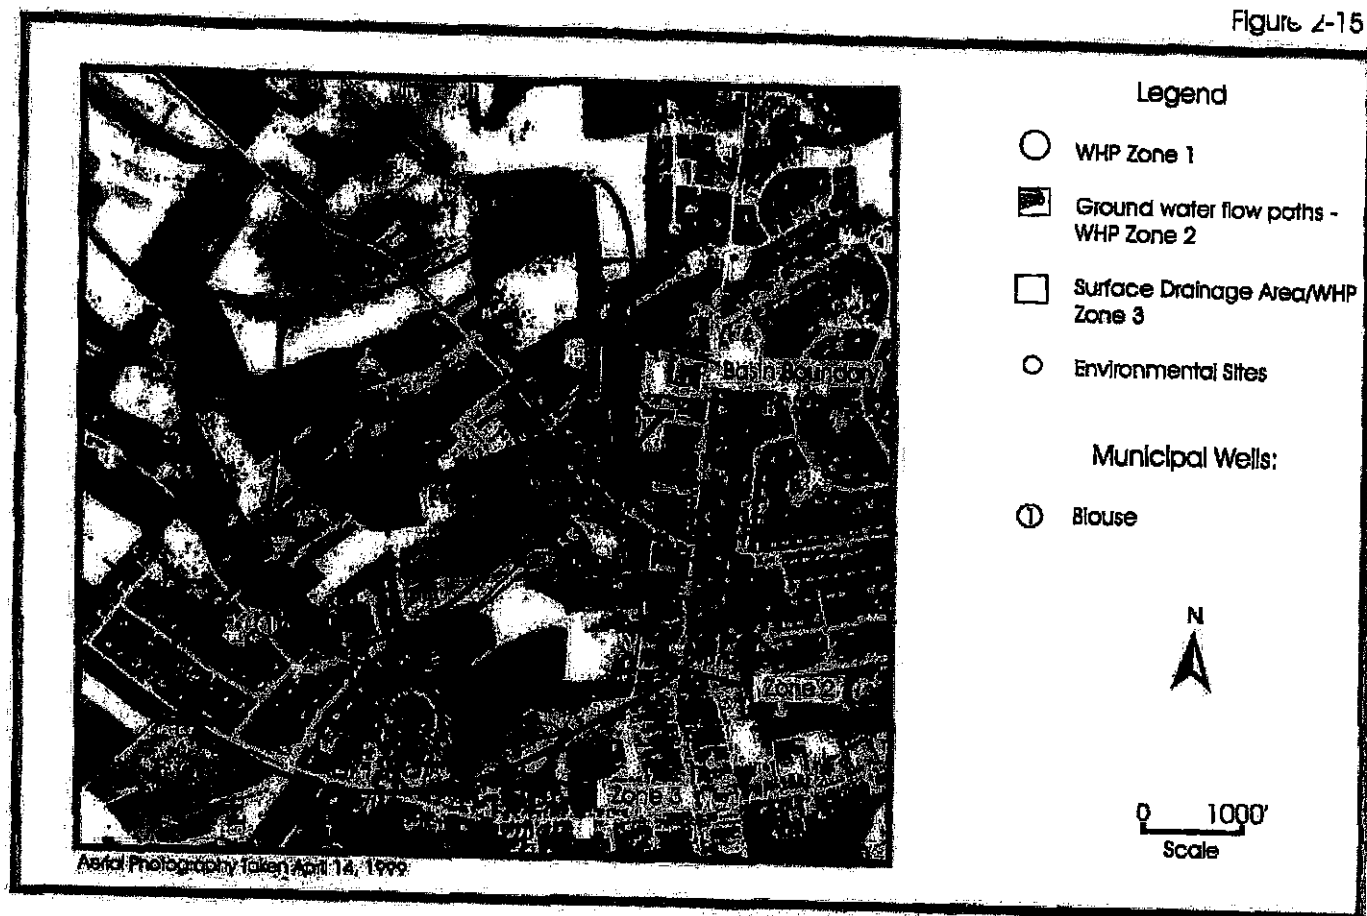 Figure 2-15
Legend
WHP Zone 1
Ground water flow paths -
WHP Zone 2
Surface Drainage Area/WHP
Zone 3
Environmental Sites
Municipal Wells:
① Blouse
N
0 1000'
Scale
Basin Boundary
Zone 2
Zone
Aerial Photography taken April 14, 1999